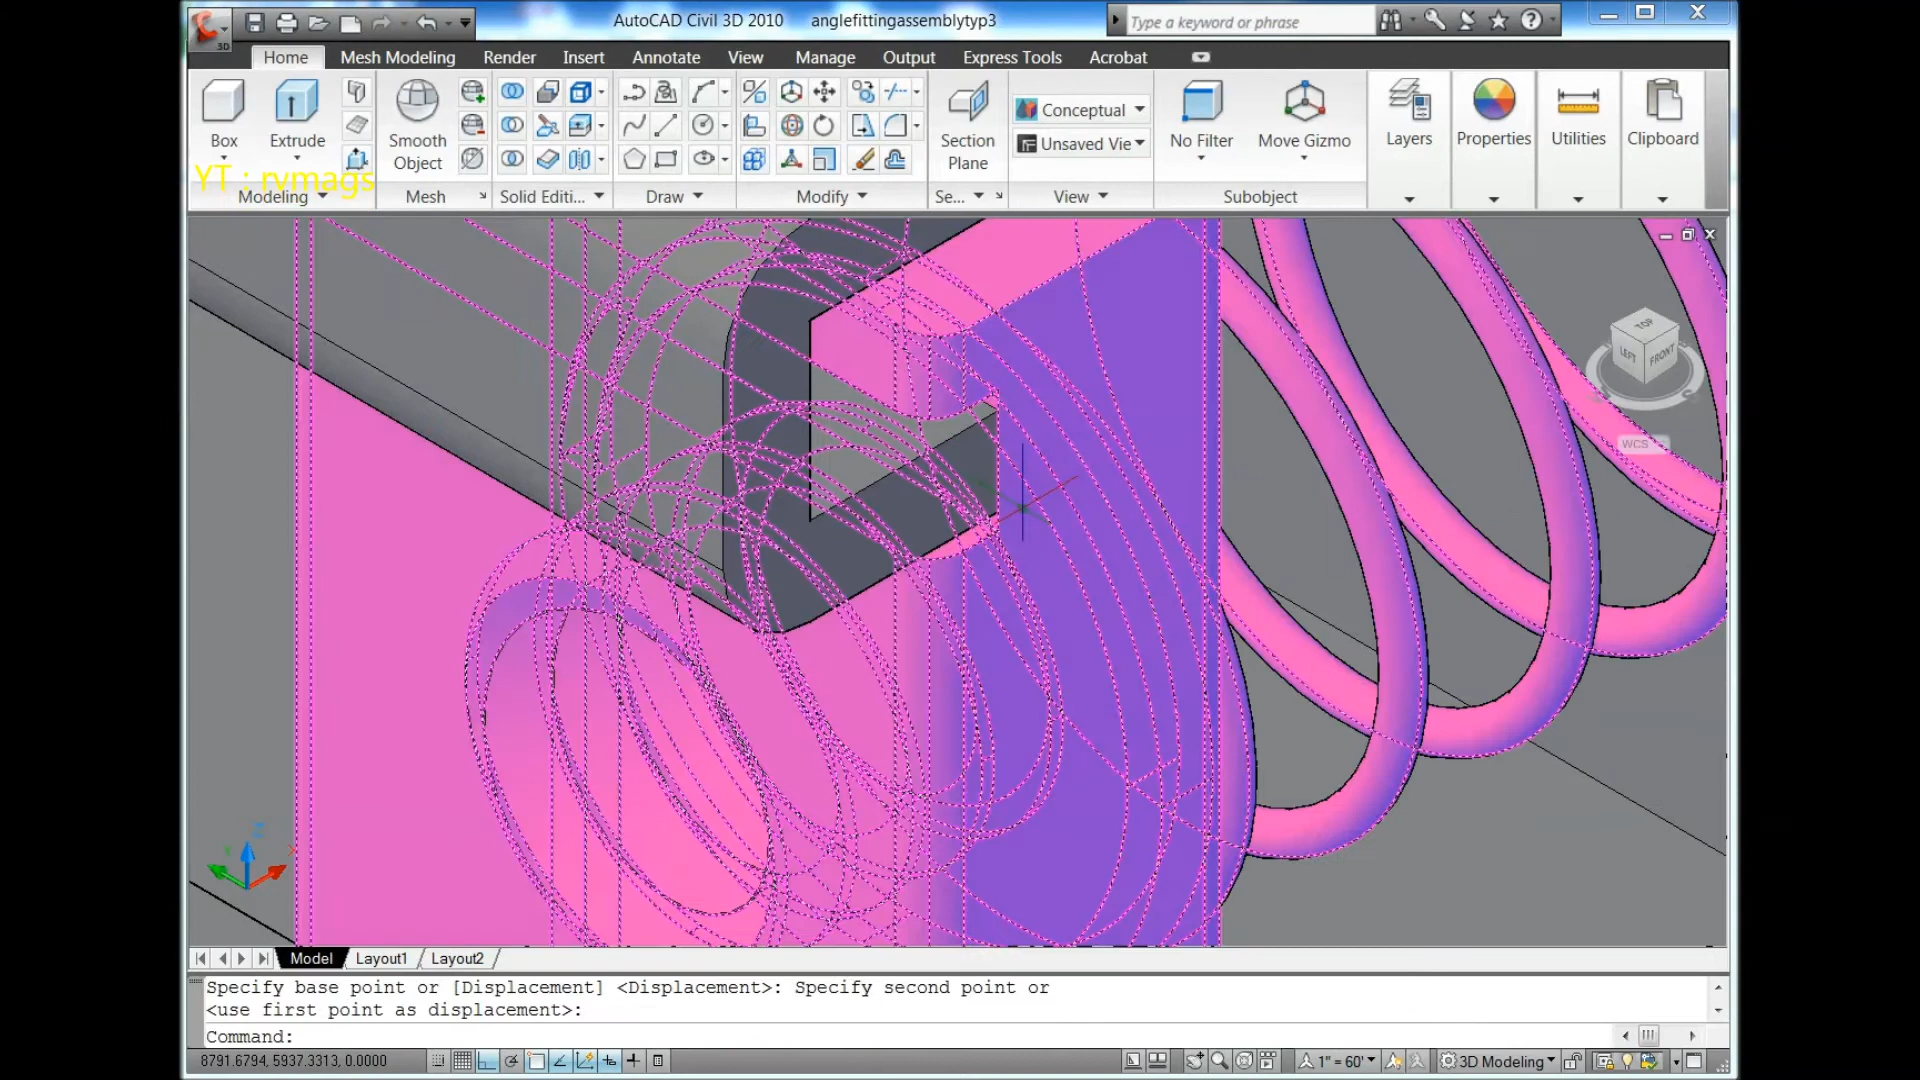 AutoCAD Civil 3D 2010 anglefittingassemblytyp3
Type a keyword or phrase
3D
Home Mesh Modeling Render Insert Annotate View Manage Output Express Tools Acrobat
Box Extrude Smooth Object Section Plane Conceptual Unsaved Vie No Filter Move Gizmo Layers Properties Utilities Clipboard
YT : rvmags
Modeling Mesh Solid Editi... Draw Modify Se... View Subobject
TOP
LEFT FRONT
WCS
Model Layout1 Layout2
Specify base point or [Displacement] <Displacement>: Specify second point or
<use first point as displacement>:
Command:
8791.6794, 5937.3313, 0.0000 1" = 60' 3D Modeling